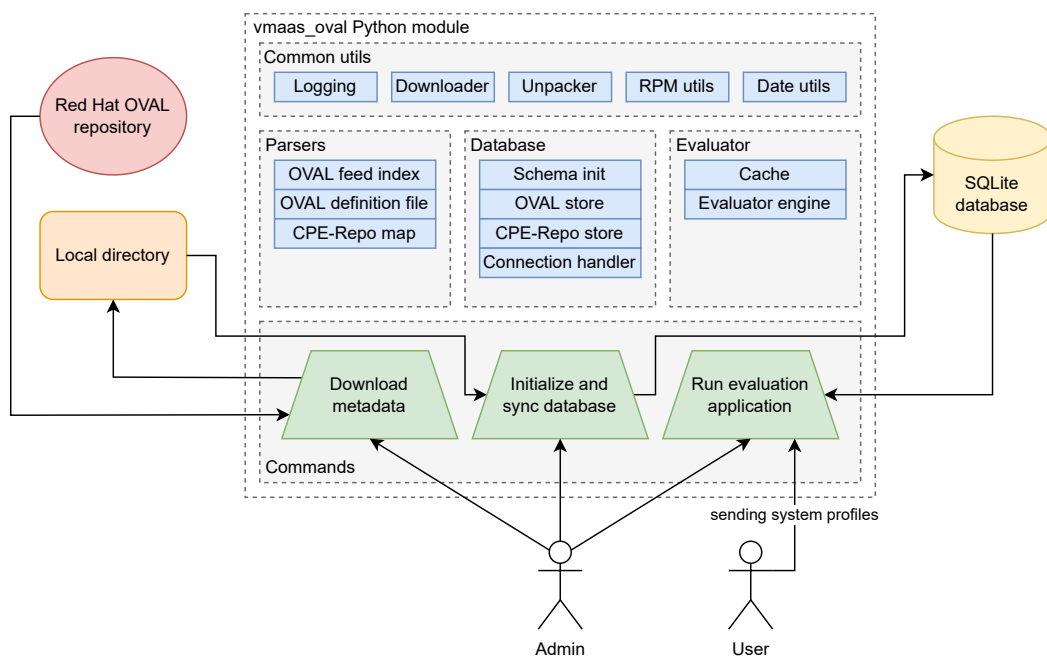 vmaas_oval Python module
Common utils
Logging
Downloader
Unpacker
RPM utils
Date utils
Red Hat OVAL
repository
Parsers
OVAL feed index
OVAL definition file
CPE-Repo map
Database
Schema init
OVAL store
CPE-Repo store
Connection handler
Evaluator
Cache
Evaluator engine
SQLite
database
Local directory
Download
metadata
Initialize and
sync database
Run evaluation
application
Commands
sending system profiles
Admin
User